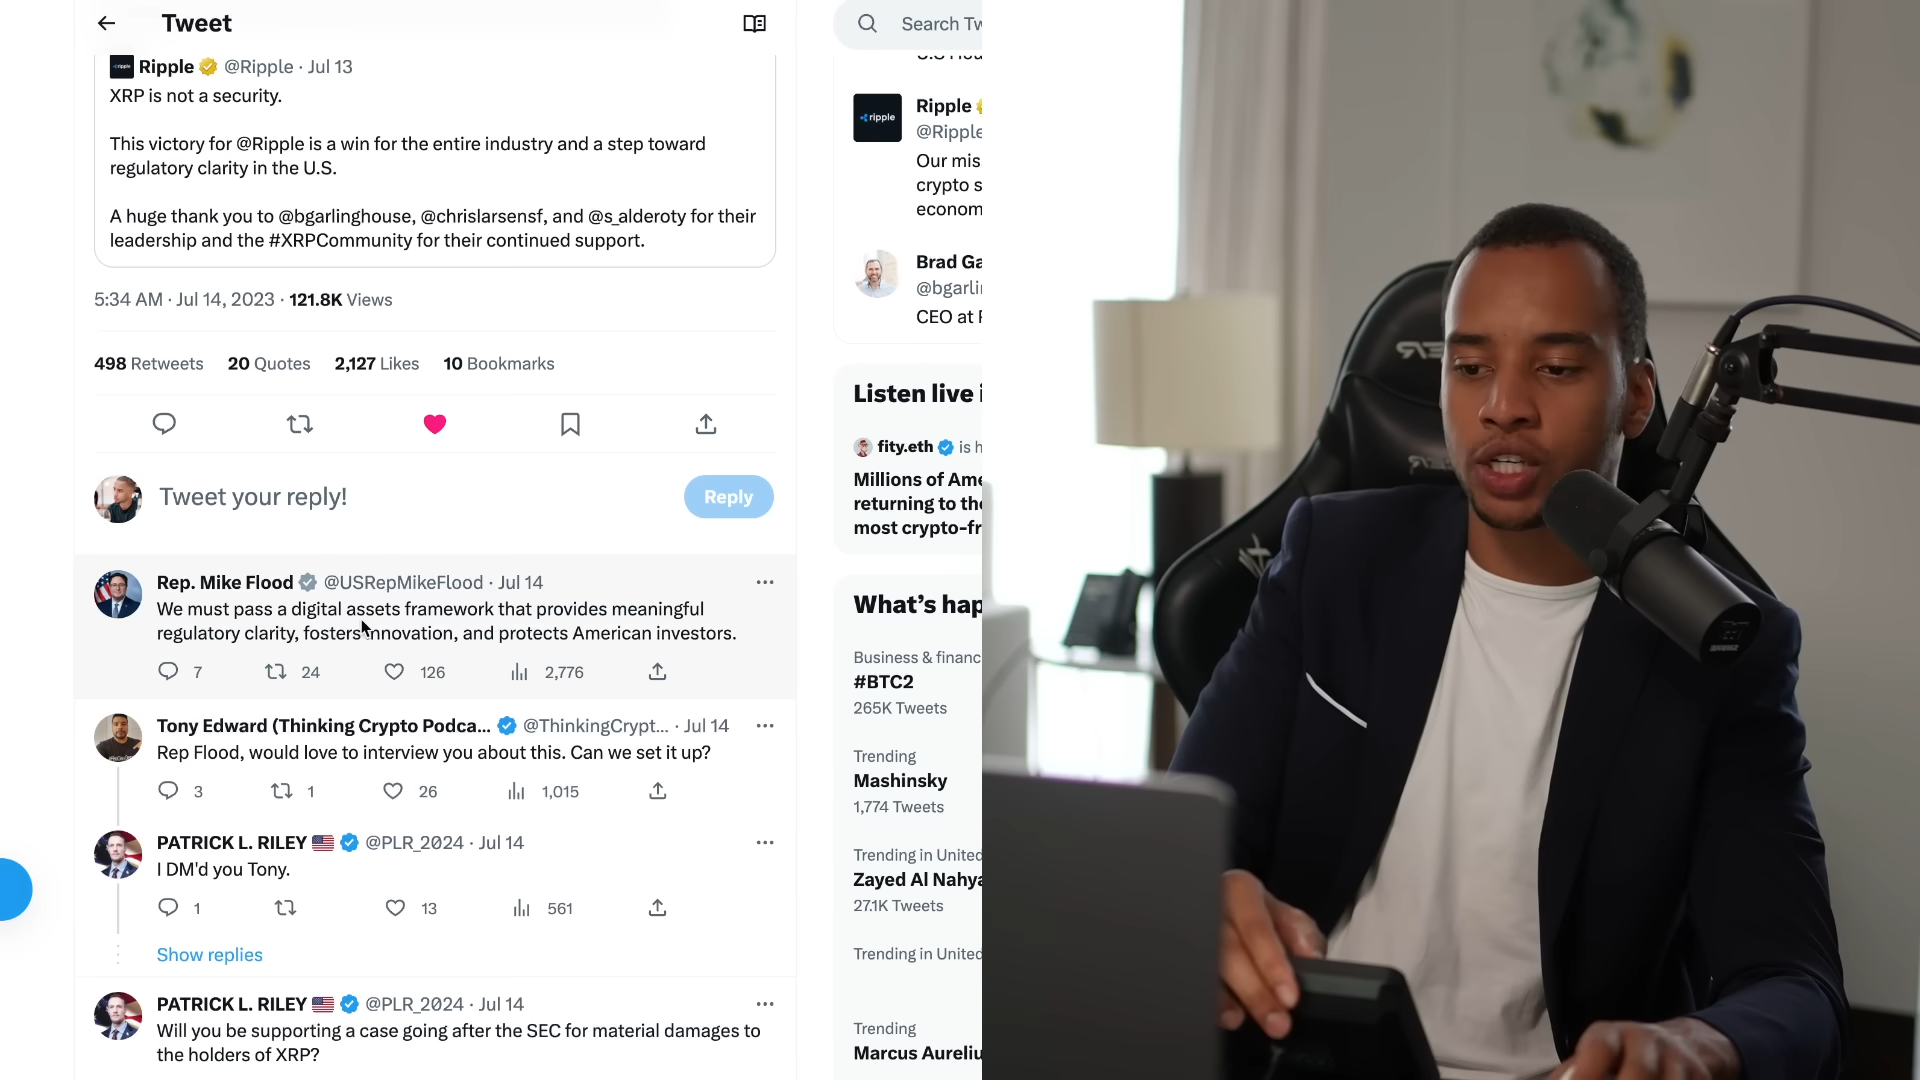 Tweet
Search Tw
Ripple @Ripple · Jul 13
XRP is not a security.
This victory for @Ripple is a win for the entire industry and a step toward
regulatory clarity in the U.S.
A huge thank you to @bgarlinghouse, @chrislarsensf, and @s_alderoty for their
leadership and the #XRPCommunity for their continued support.
5:34 AM · Jul 14, 2023 · 121.8K Views
498 Retweets 20 Quotes 2,127 Likes 10 Bookmarks
Tweet your reply!
Reply
Rep. Mike Flood @USRepMikeFlood · Jul 14
We must pass a digital assets framework that provides meaningful
regulatory clarity, fosters innovation, and protects American investors.
7 24 126 2,776
Tony Edward (Thinking Crypto Podca... @ThinkingCrypt... · Jul 14
Rep Flood, would love to interview you about this. Can we set it up?
3 1 26 1,015
PATRICK L. RILEY @PLR_2024 · Jul 14
I DM'd you Tony.
1 13 561
Show replies
PATRICK L. RILEY @PLR_2024 · Jul 14
Will you be supporting a case going after the SEC for material damages to
the holders of XRP?
ripple
Ripple
@Ripple
Our mis
crypto s
econom
Brad Ga
@bgarlin
CEO at R
Listen live i
fity.eth is h
Millions of Ame
returning to the
most crypto-fr
What's hap
Business & financ
#BTC2
265K Tweets
Trending
Mashinsky
1,774 Tweets
Trending in United
Zayed Al Nahya
27.1K Tweets
Trending in United
Trending
Marcus Aureliu